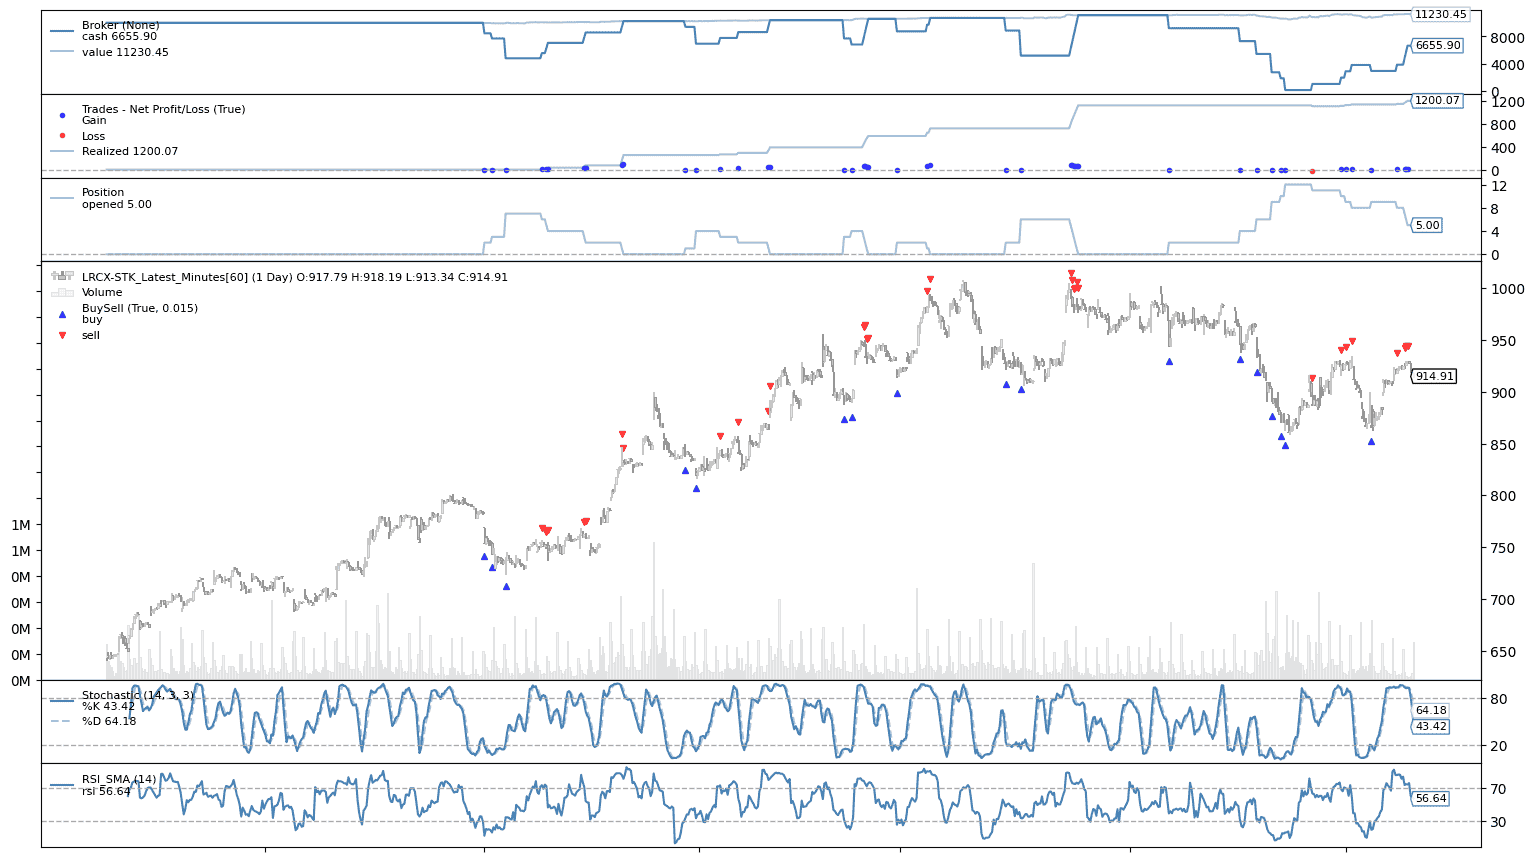 Broker (None)
cash 6655.90
value 11230.45
11230.45
8000
6655.90
4000
0
Trades - Net Profit/Loss (True)
Gain
Loss
Realized 1200.07
1200.07
1200
800
400
0
Position
opened 5.00
12
8
5.00
4
0
LRCX-STK_Latest_Minutes[60] (1 Day) O:917.79 H:918.19 L:913.34 C:914.91
Volume
BuySell (True, 0.015)
buy
sell
1000
950
914.91
900
850
800
750
700
650
1M
1M
0M
0M
0M
0M
0M
Stochastic (14, 3, 3)
%K 43.42
%D 64.18
80
64.18
43.42
20
RSI_SMA (14)
rsi 56.64
70
56.64
30